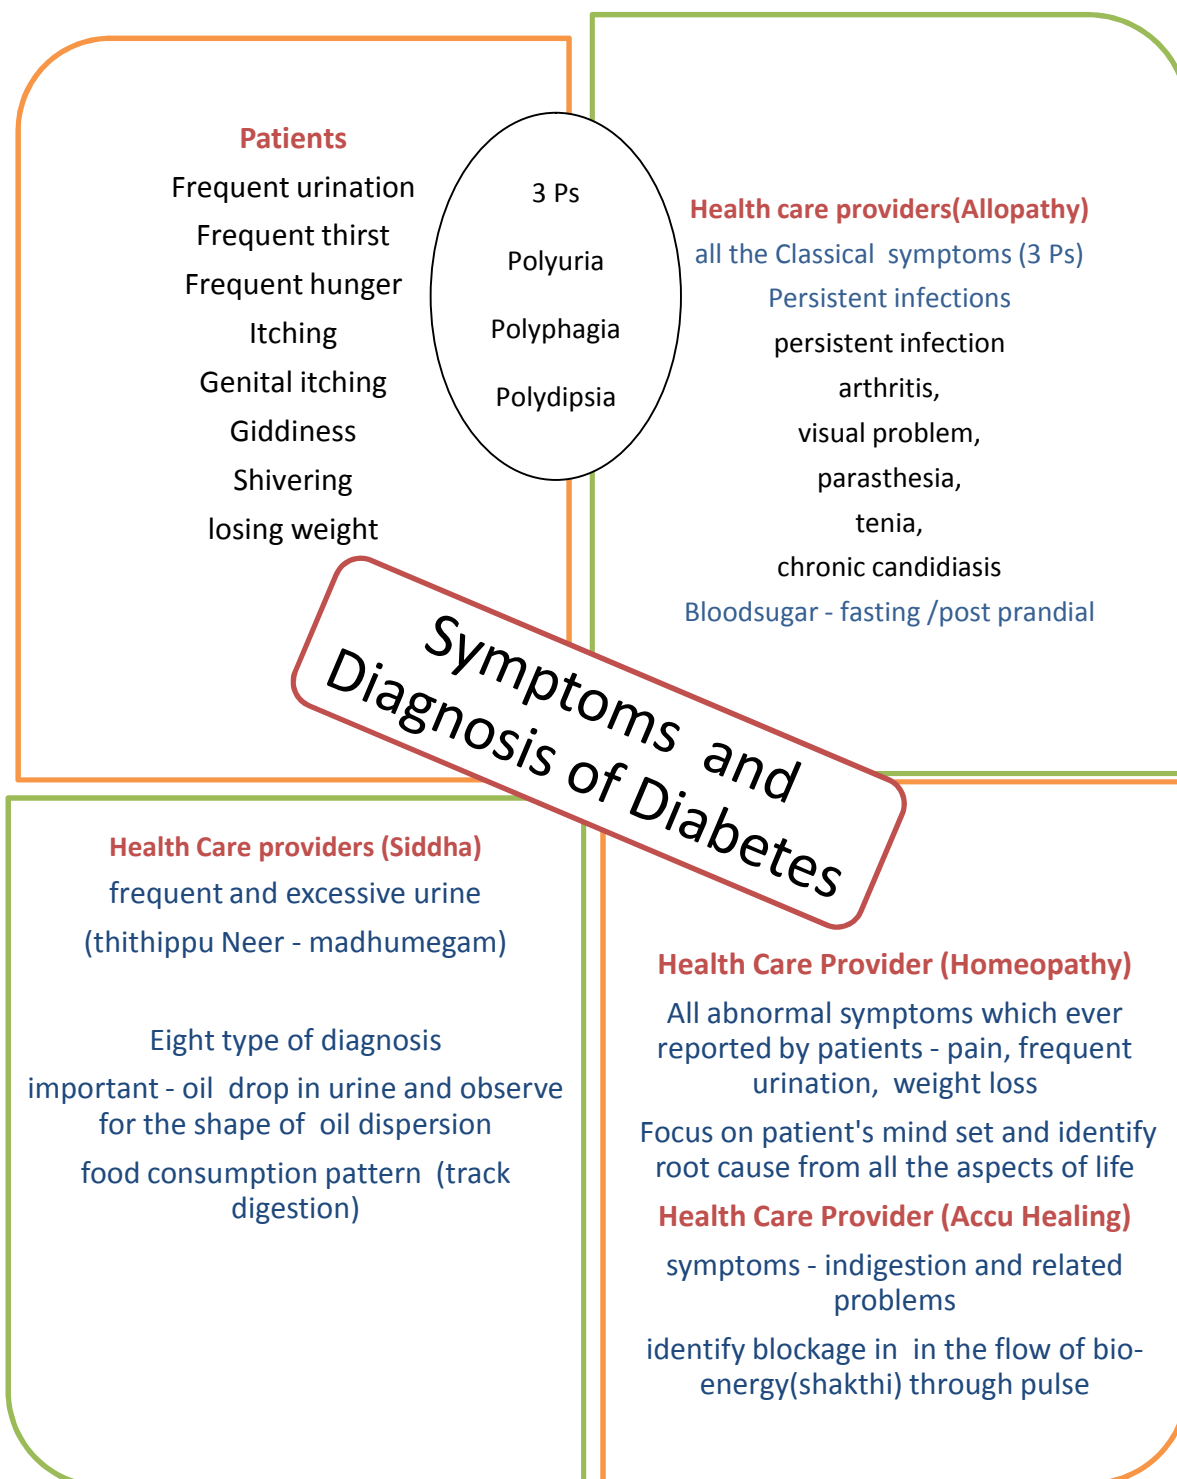 Patients
Frequent urination
Frequent thirst
Frequent hunger
Itching
Genital itching
Giddiness
Shivering
losing weight
3 Ps
Polyuria
Polyphagia
Polydipsia
Health care providers(Allopathy)
all the Classical symptoms (3 Ps)
Persistent infections
persistent infection
arthritis,
visual problem,
parasthesia,
tenia,
chronic candidiasis
Bloodsugar - fasting /post prandial
Symptoms and
Diagnosis of Diabetes
Health Care providers (Siddha)
frequent and excessive urine
(thithippu Neer - madhumegam)
Eight type of diagnosis
important - oil drop in urine and observe
for the shape of oil dispersion
food consumption pattern (track
digestion)
Health Care Provider (Homeopathy)
All abnormal symptoms which ever
reported by patients - pain, frequent
urination, weight loss
Focus on patient's mind set and identify
root cause from all the aspects of life
Health Care Provider (Accu Healing)
symptoms - indigestion and related
problems
identify blockage in in the flow of bio-
energy(shakthi) through pulse